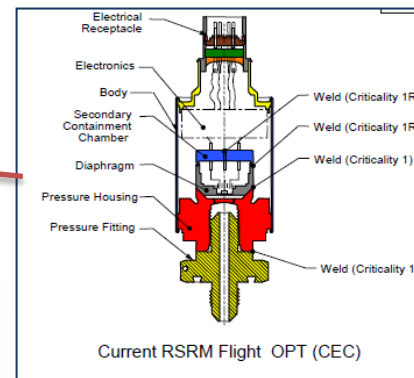 Electrical
Receptacle
Electronics
Body
Secondary
Containment
Chamber
Diaphragm
Pressure Housing
Pressure Fitting
Weld (Criticality 1R
Weld (Criticality 1R
Weld (Criticality 1)
Weld (Criticality 1
Current RSRM Flight OPT (CEC)